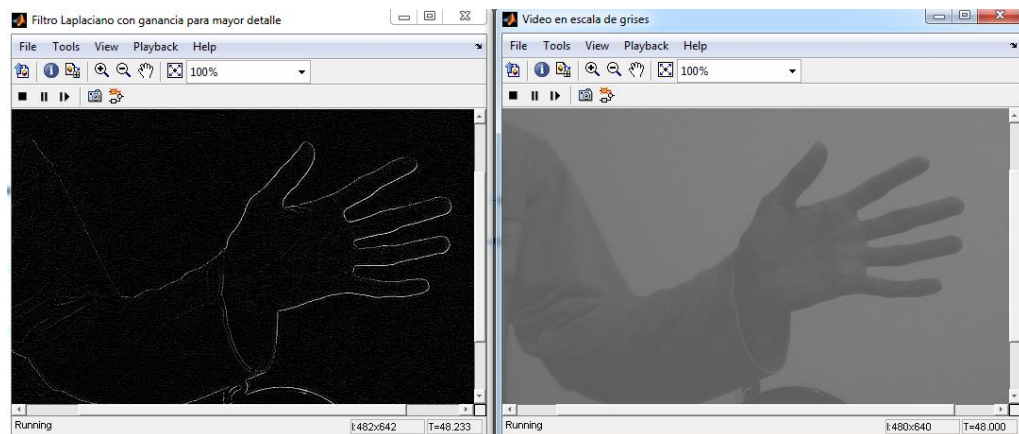 Filtro Laplaciano con ganancia para mayor detalle
File Tools View Playback Help
100%
Running
I:482x642
T=48.233
Video en escala de grises
File Tools View Playback Help
100%
Running
I:480x640
T=48.000